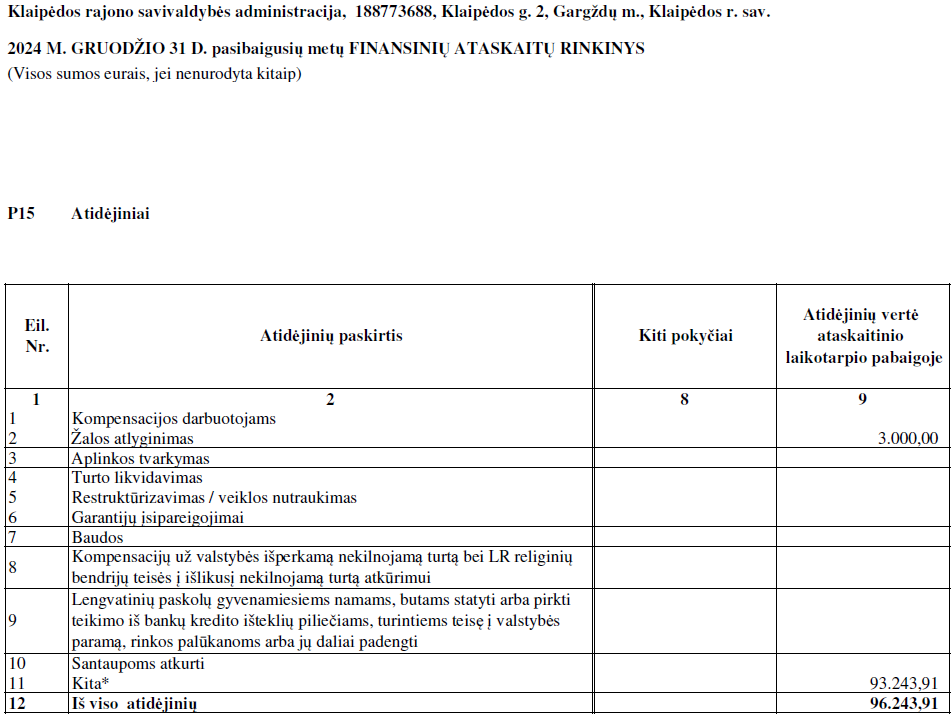 Klaipėdos rajono savivaldybės administracija, 188773688, Klaipėdos g. 2, Gargždų m., Klaipėdos r. sav.
2024 M. GRUODŽIO 31 D. pasibaigusių metų FINANSINIŲ ATASKAITŲ RINKINYS
(Visos sumos eurais, jei nenurodyta kitaip)
P15 Atidėjiniai
Eil. Nr. Atidėjinių paskirtis Kiti pokyčiai Atidėjinių vertė ataskaitinio laikotarpio pabaigoje
1 2 8 9
1 Kompensacijos darbuotojams
2 Žalos atlyginimas 3.000,00
3 Aplinkos tvarkymas
4 Turto likvidavimas
5 Restruktūrizavimas / veiklos nutraukimas
6 Garantijų įsipareigojimai
7 Baudos
8 Kompensacijų už valstybės išperkamą nekilnojamą turtą bei LR religinių
bendrijų teisės į išlikusį nekilnojamą turtą atkūrimui
9 Lengvatinių paskolų gyvenamiesiems namams, butams statyti arba pirkti
teikimo iš bankų kredito išteklių piliečiams, turintiems teisę į valstybės
paramą, rinkos palūkanoms arba jų daliai padengti
10 Santaupoms atkurti
11 Kita* 93.243,91
12 Iš viso atidėjinių 96.243,91